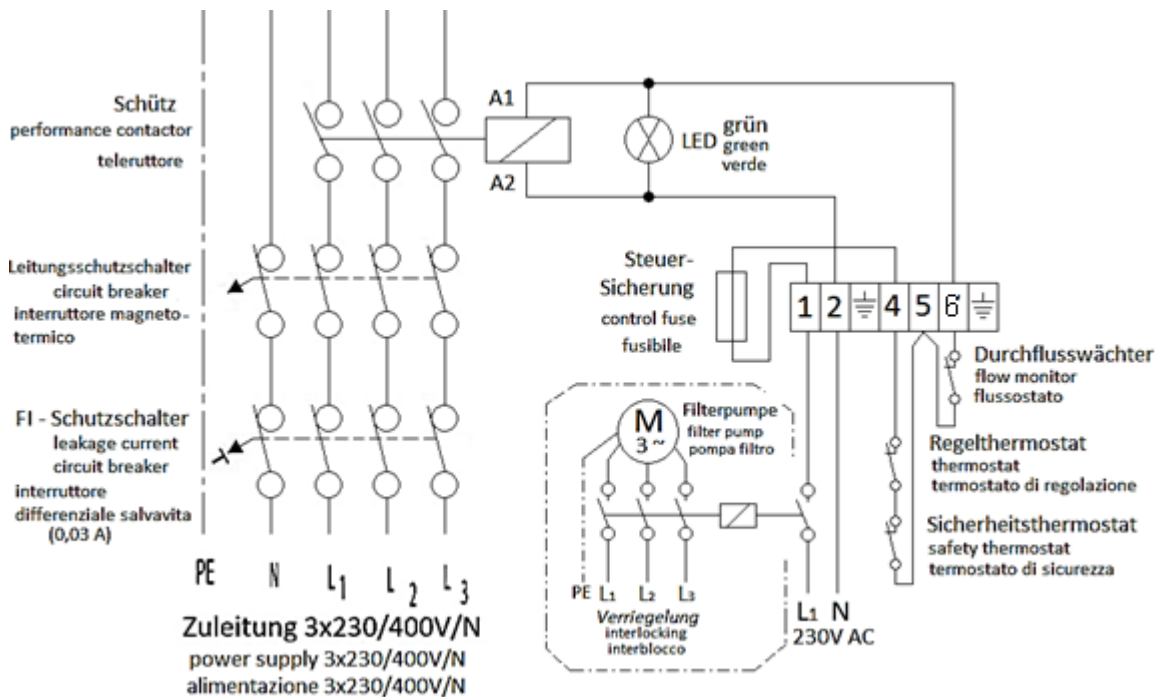 Schütz
performance contactor
teleruttore
A1
A2
LED
grün
green
verde
Leitungsschutzschalter
circuit breaker
interruttore magneto-
termico
Steuer-
Sicherung
control fuse
fusibile
1 2 4 5 6
Durchflusswächter
flow monitor
flussostato
FI - Schutzschalter
leakage current
circuit breaker
interruttore
differenziale salvavita
(0,03 A)
M
3~
Filterpumpe
filter pump
pompa filtro
Regelthermostat
thermostat
termostato di regolazione
Sicherheitsthermostat
safety thermostat
termostato di sicurezza
PE N L1 L2 L3
PE L1 L2 L3
Verriegelung
interlocking
interblocco
L1 N
230V AC
Zuleitung 3x230/400V/N
power supply 3x230/400V/N
alimentazione 3x230/400V/N